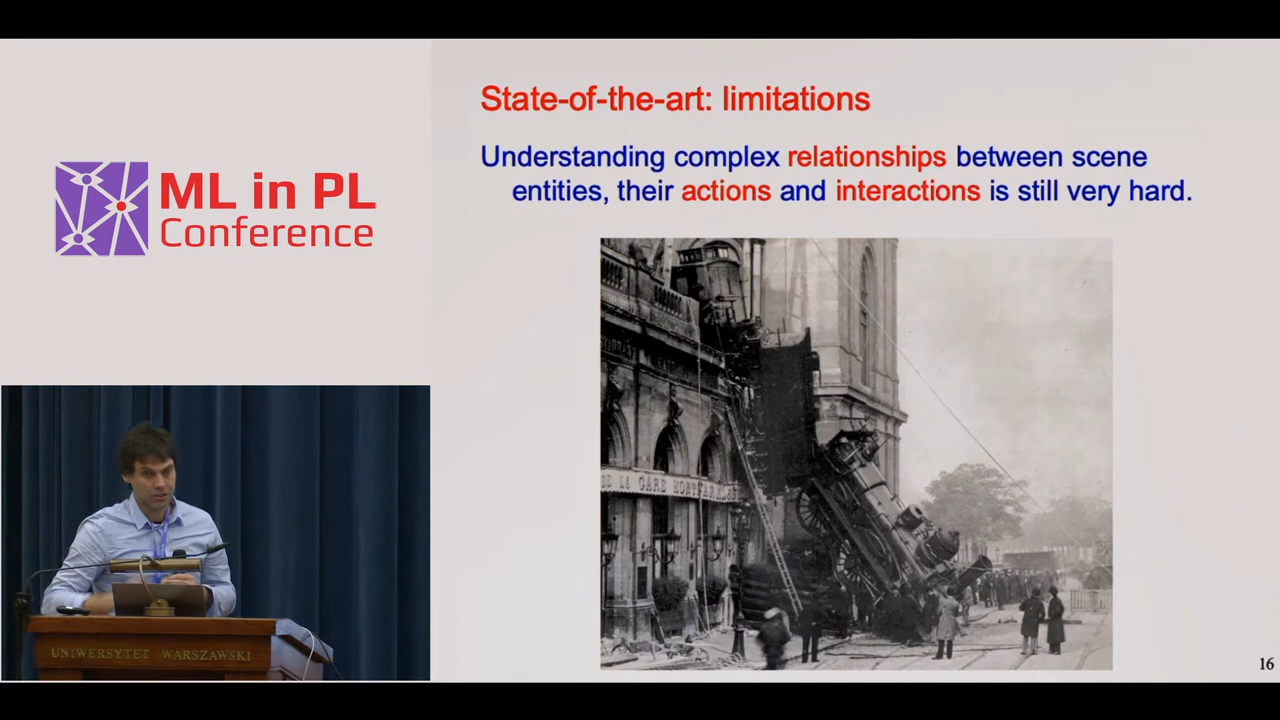 ML in PL
Conference
State-of-the-art: limitations
Understanding complex relationships between scene
entities, their actions and interactions is still very hard.
UNIWERSYTET WARSZAWSKI
16